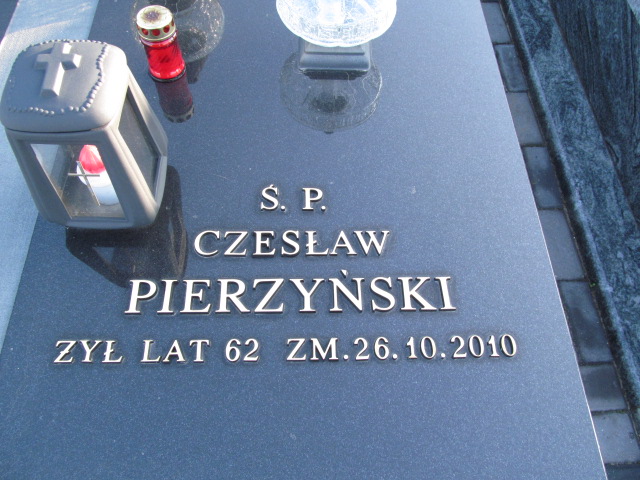 Ś. P.
CZESŁAW
PIERZYŃSKI
ŻYŁ LAT 62 ZM. 26.10.2010